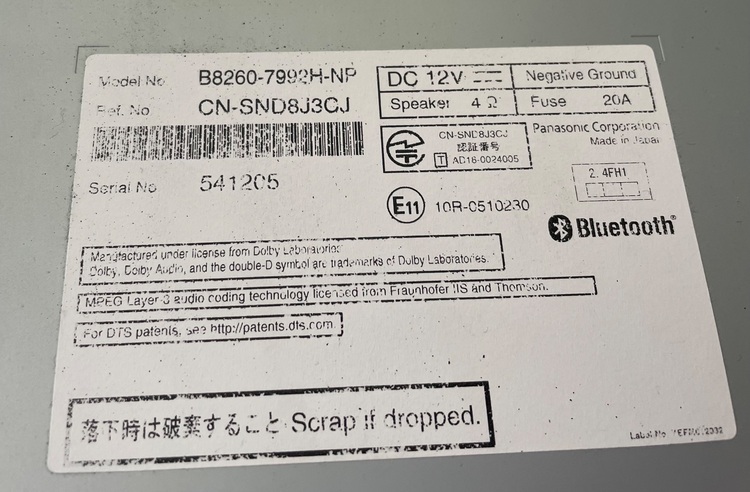 Model No B8260-7992H-NP
Ref. No CN-SND8J3CJ
Serial No 541205
DC 12V Negative Ground
Speaker 4 Ω Fuse 20A
CN-SND8J3CJ
認証番号
T AD16-0024005
Panasonic Corporation
Made in Japan
2.4FH1
E11 10R-0510230
Bluetooth
Manufactured under license from Dolby Laboratories.
Dolby, Dolby Audio, and the double-D symbol are trademarks of Dolby Laboratories.
MPEG Layer-3 audio coding technology licensed from Fraunhofer IIS and Thomson.
For DTS patents, see http://patents.dts.com.
落下時は破棄すること Scrap if dropped.
Label No